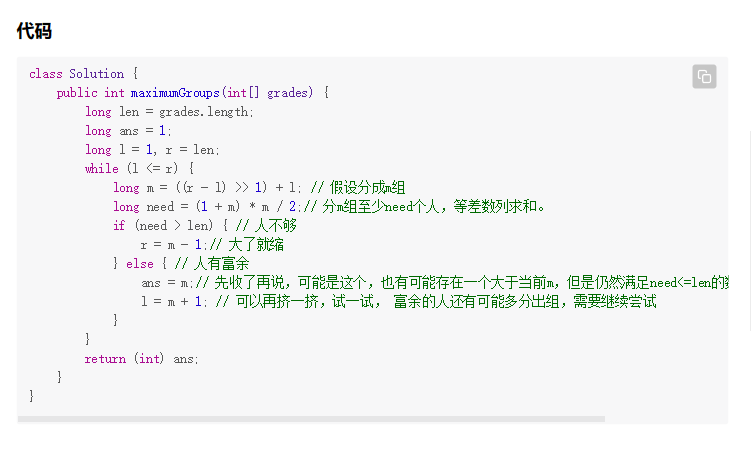 代码
class Solution {
    public int maximumGroups(int[] grades) {
        long len = grades.length;
        long ans = 1;
        long l = 1, r = len;
        while (l <= r) {
            long m = ((r - l) >> 1) + l; // 假设分成m组
            long need = (1 + m) * m / 2;// 分m组至少need个人，等差数列求和。
            if (need > len) { // 人不够
                r = m - 1;// 大了就缩
            } else { // 人有富余
                ans = m;// 先收了再说，可能是这个，也有可能存在一个大于当前m，但是仍然满足need<=len的
                l = m + 1; // 可以再挤一挤，试一试， 富余的人还有可能多分出组，需要继续尝试
            }
        }
        return (int) ans;
    }
}